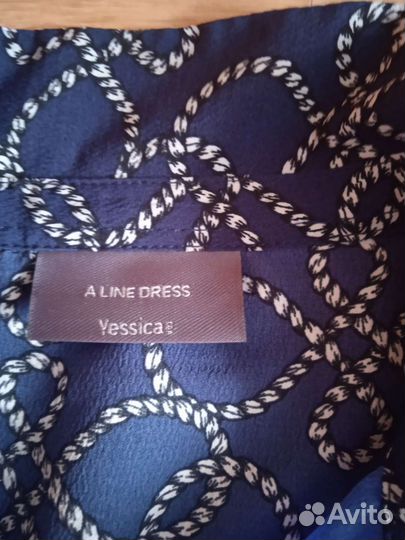 A LINE DRESS
Yessica
Avito